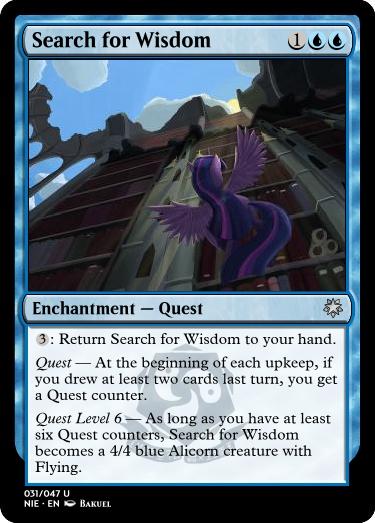 Search for Wisdom 1
Enchantment — Quest
3: Return Search for Wisdom to your hand.
Quest — At the beginning of each upkeep, if
you drew at least two cards last turn, you get
a Quest counter.
Quest Level 6 — As long as you have at least
six Quest counters, Search for Wisdom
becomes a 4/4 blue Alicorn creature with
Flying.
031/047 U
NIE • EN Bakuel